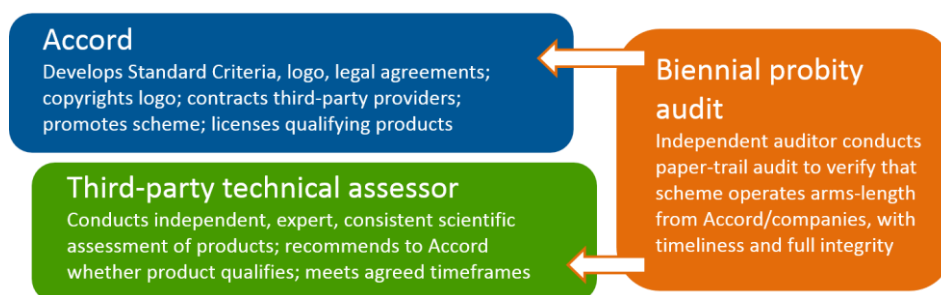 Accord
Develops Standard Criteria, logo, legal agreements;
copyrights logo; contracts third-party providers;
promotes scheme; licenses qualifying products
Third-party technical assessor
Conducts independent, expert, consistent scientific
assessment of products; recommends to Accord
whether product qualifies; meets agreed timeframes
Biennial probity
audit
Independent auditor conducts
paper-trail audit to verify that
scheme operates arms-length
from Accord/companies, with
timeliness and full integrity